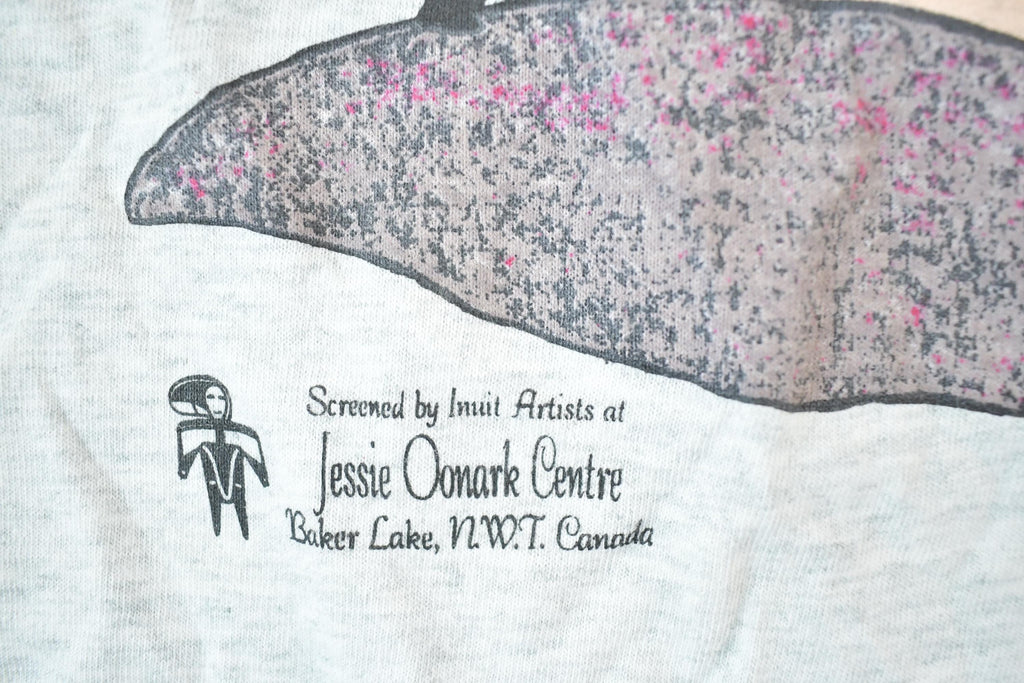 Screened by Inuit Artists at
Jessie Oonark Centre
Baker Lake, N.W.T. Canada